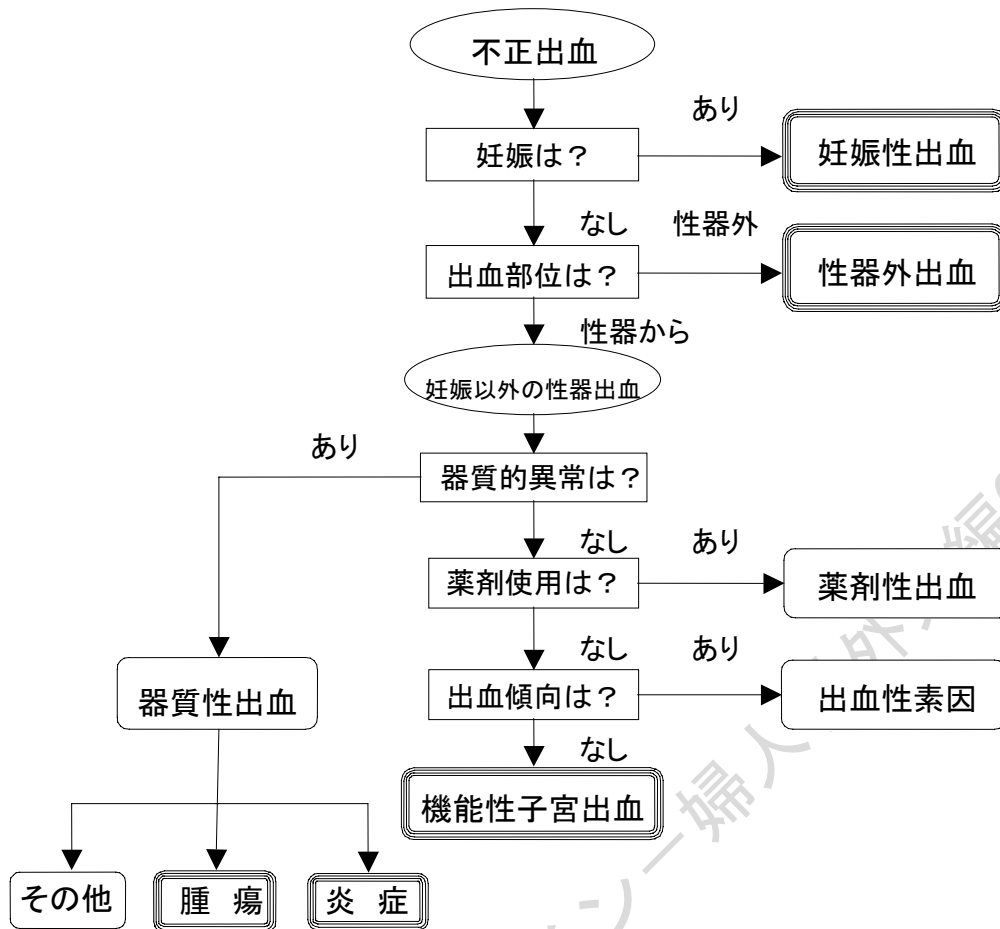 不正出血
あり
妊娠は？
妊娠性出血
なし
性器外
出血部位は？
性器外出血
性器から
妊娠以外の性器出血
あり
器質的異常は？
なし
あり
薬剤使用は？
薬剤性出血
なし
あり
器質性出血
出血傾向は？
出血性素因
なし
機能性子宮出血
その他
腫 瘍
炎 症
ン－婦人
外
編